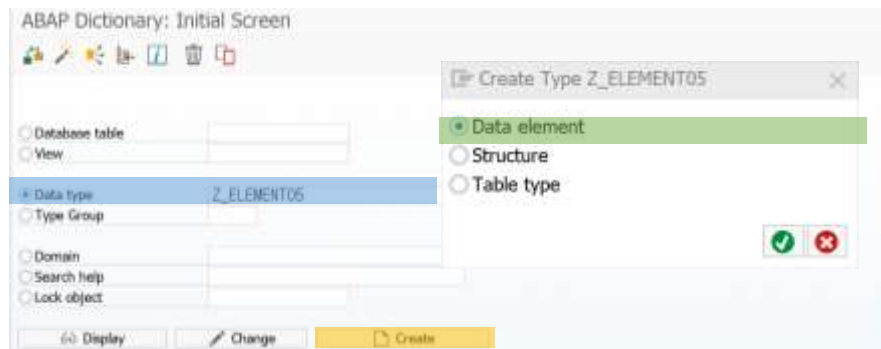 ABAP Dictionary: Initial Screen
Create Type Z_ELEMENT05
Data element
Structure
Table type
Database table
View
Data type Z_ELEMENT05
Type Group
Domain
Search help
Lock object
Display Change Create